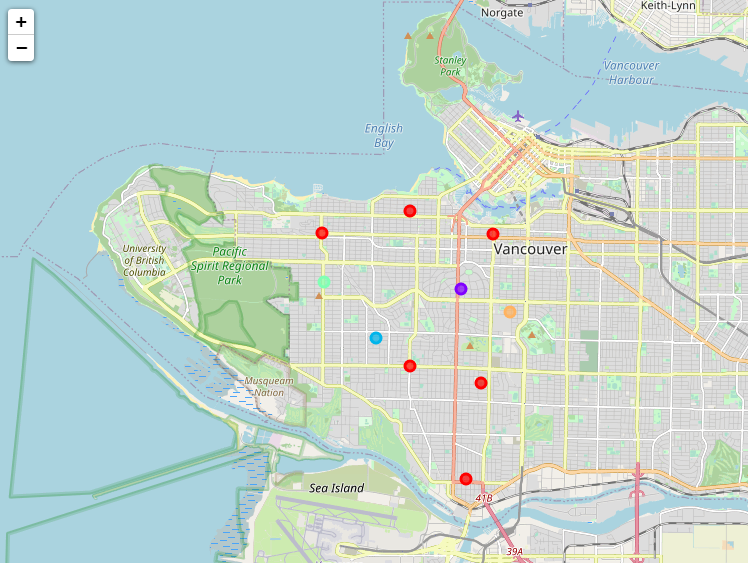 +
−
Norgate
Keith-Lynn
Stanley
Park
Vancouver
Harbour
English
Bay
University
of British
Columbia
Pacific
Spirit Regional
Park
Vancouver
Musqueam
Nation
Sea Island
41B
39A